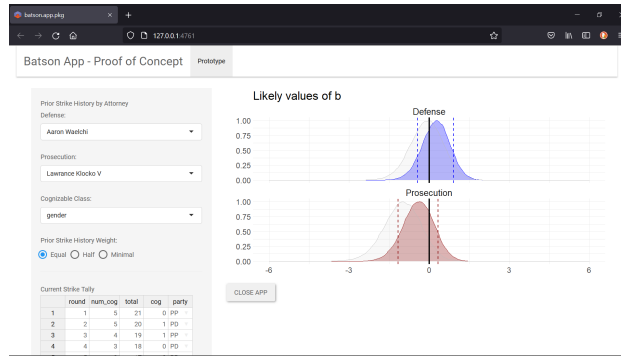 batson.app.pkg
127.0.0.1:4761
Batson App - Proof of Concept
Prototype
Prior Strike History by Attorney
Defense:
Aaron Waelchi
Prosecution:
Lawrance Klocko V
Cognizable Class:
gender
Prior Strike History Weight:
Equal Half Minimal
Current Strike Tally
round num_cog total cog party
1 1 5 21 0 PP
2 2 5 20 1 PD
3 3 4 19 1 PP
4 4 3 18 0 PD
Likely values of b
Defense
1.00
0.75
0.50
0.25
0.00
Prosecution
1.00
0.75
0.50
0.25
0.00
-6 -3 0 3 6
CLOSE APP